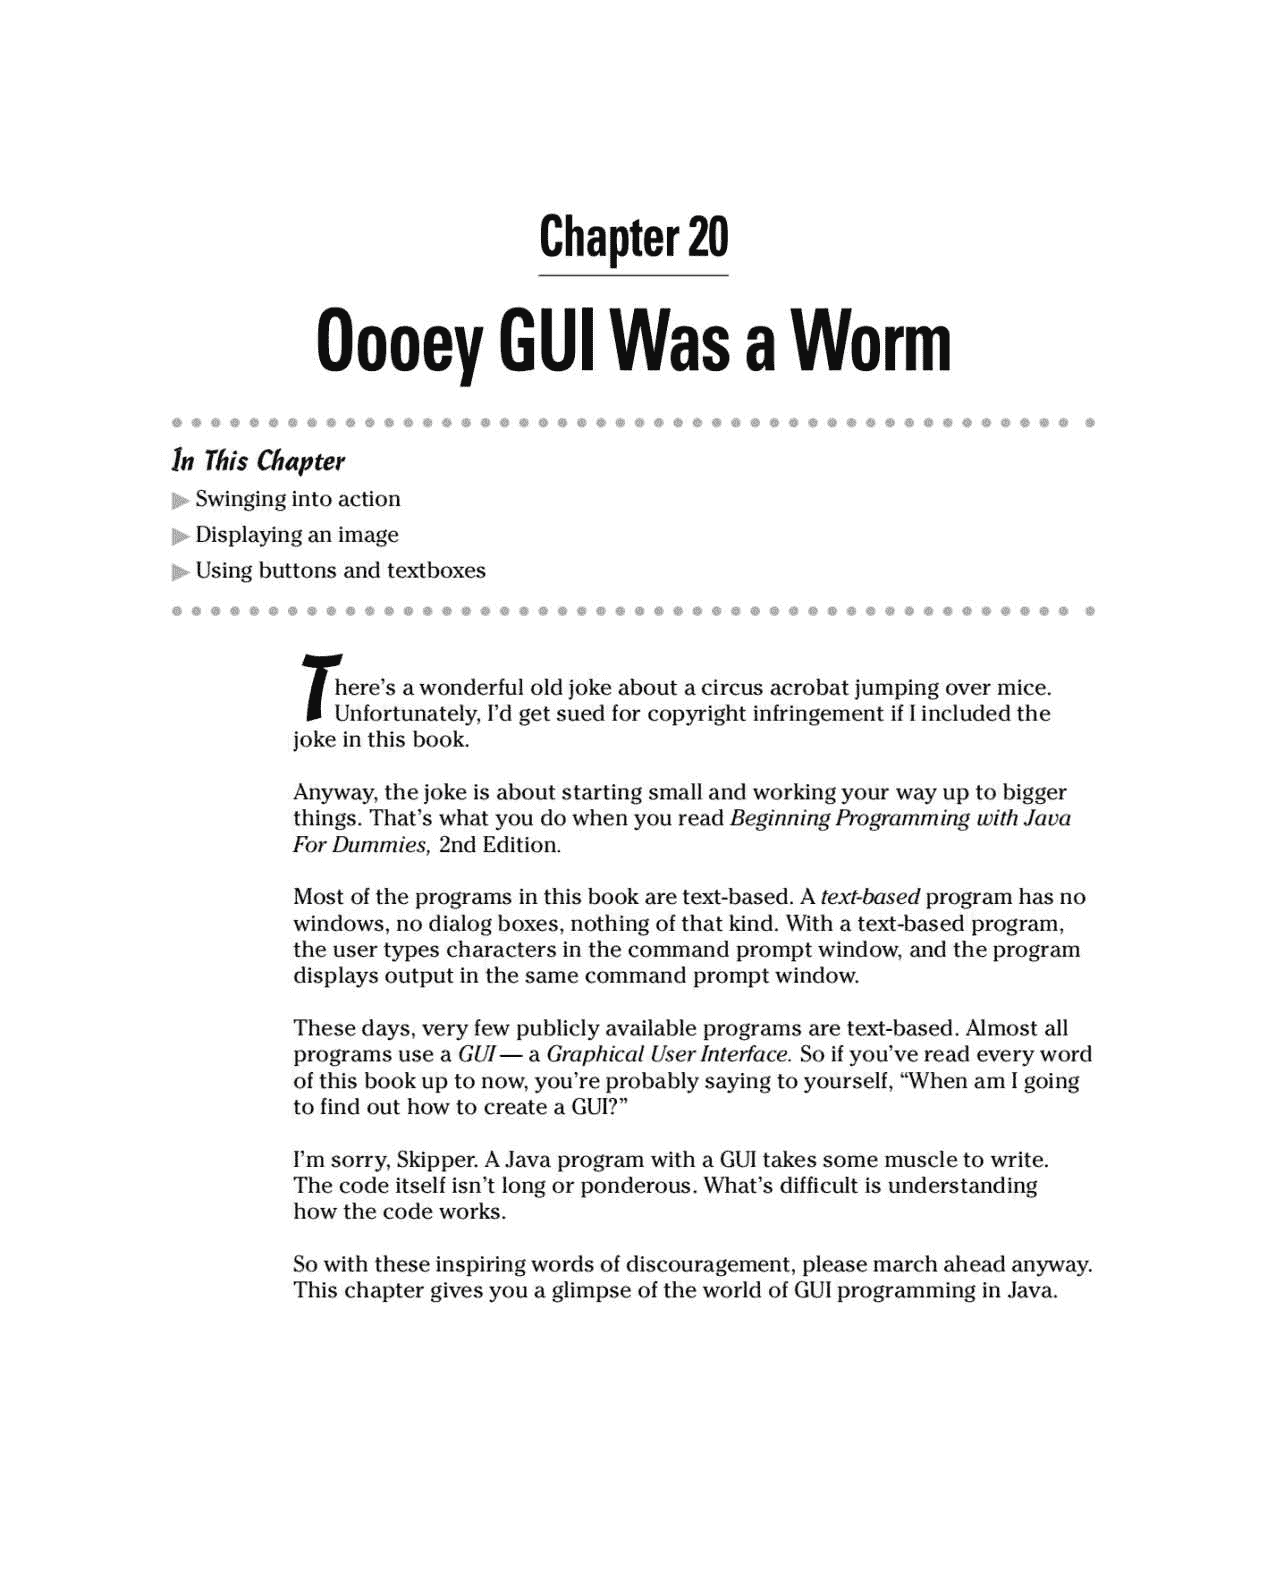 Chapter 20
Oooey GUI Was a Worm
In This Chapter
Swinging into action
Displaying an image
Using buttons and textboxes
There’s a wonderful old joke about a circus acrobat jumping over mice.
Unfortunately, I’d get sued for copyright infringement if I included the
joke in this book.
Anyway, the joke is about starting small and working your way up to bigger
things. That’s what you do when you read Beginning Programming with Java
For Dummies, 2nd Edition.
Most of the programs in this book are text-based. A text-based program has no
windows, no dialog boxes, nothing of that kind. With a text-based program,
the user types characters in the command prompt window, and the program
displays output in the same command prompt window.
These days, very few publicly available programs are text-based. Almost all
programs use a GUI — a Graphical User Interface. So if you’ve read every word
of this book up to now, you’re probably saying to yourself, “When am I going
to find out how to create a GUI?”
I’m sorry, Skipper. A Java program with a GUI takes some muscle to write.
The code itself isn’t long or ponderous. What’s difficult is understanding
how the code works.
So with these inspiring words of discouragement, please march ahead anyway.
This chapter gives you a glimpse of the world of GUI programming in Java.